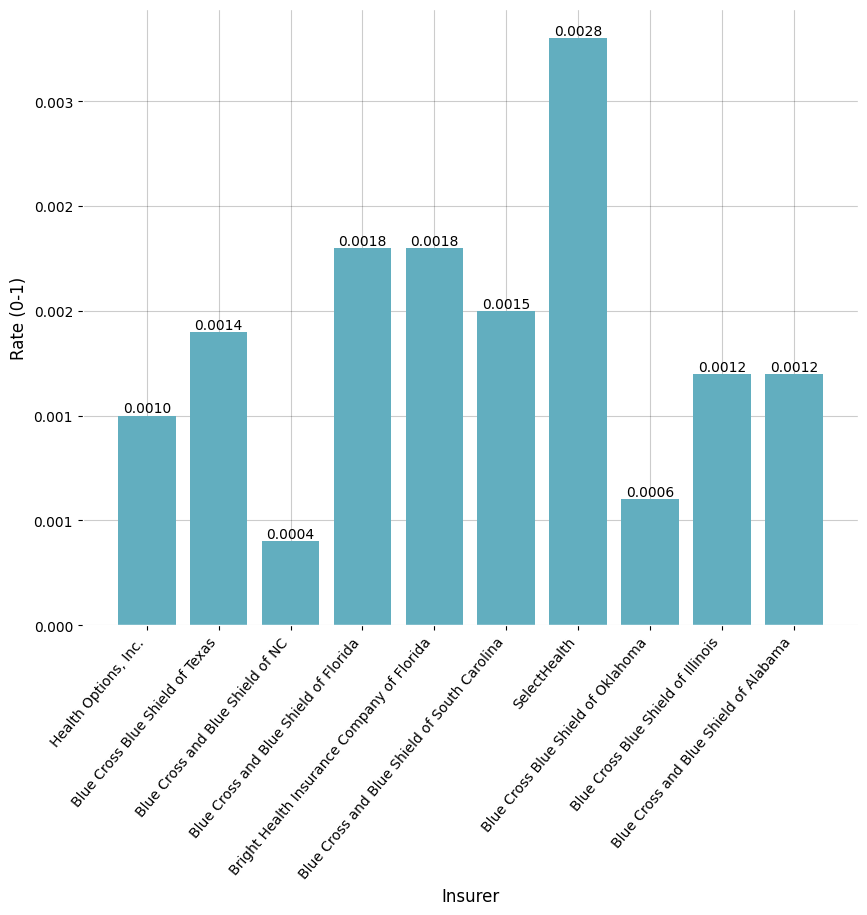 0.0028
0.003
0.002
0.0018 0.0018
0.002
0.0015
0.0014
0.0012 0.0012
0.0010
0.001
0.0006
0.001
0.0004
0.000
Rate (0-1)
Health Options, Inc.
Blue Cross Blue Shield of Texas
Blue Cross and Blue Shield of NC
Blue Cross and Blue Shield of Florida
Bright Health Insurance Company of Florida
Blue Cross and Blue Shield of South Carolina
SelectHealth
Blue Cross Blue Shield of Oklahoma
Blue Cross Blue Shield of Illinois
Blue Cross and Blue Shield of Alabama
Insurer